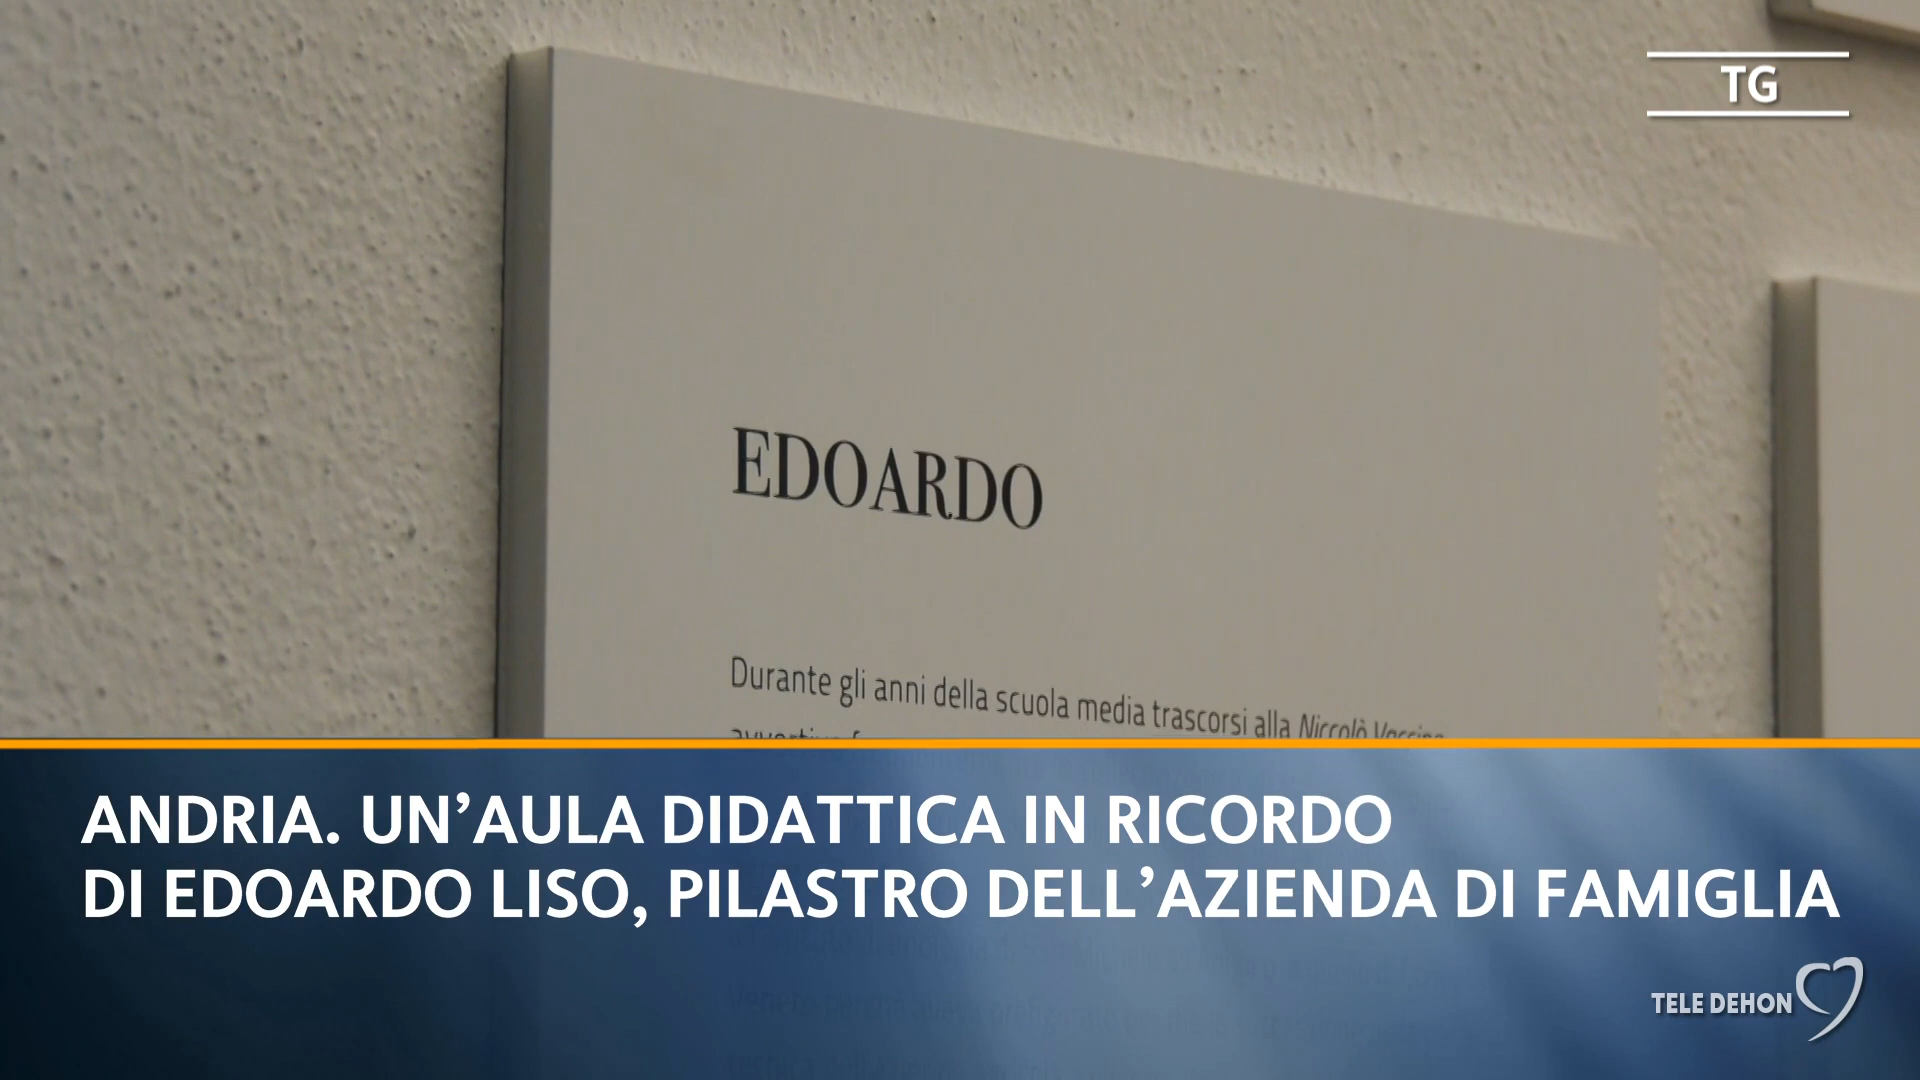 TG
EDOARDO
Durante gli anni della scuola media trascorsi alla Niccolò
ANDRIA. UN’AULA DIDATTICA IN RICORDO
DI EDOARDO LISO, PILASTRO DELL’AZIENDA DI FAMIGLIA
TELE DEHON